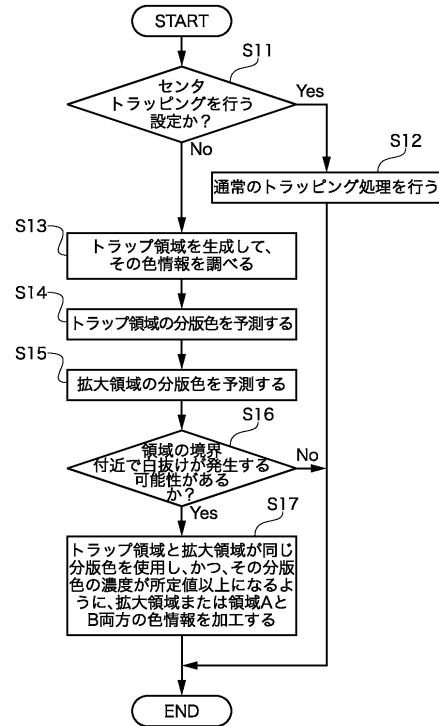 START
S11
センタ
トラッピングを行う
設定か？
Yes
No
S12
通常のトラッピング処理を行う
S13
トラップ領域を生成して、
その色情報を調べる
S14
トラップ領域の分版色を予測する
S15
拡大領域の分版色を予測する
S16
領域の境界
付近で白抜けが発生する
可能性がある
か？
No
Yes
S17
トラップ領域と拡大領域が同じ
分版色を使用し、かつ、その分版
色の濃度が所定値以上になるよ
うに、拡大領域または領域Aと
B両方の色情報を加工する
END